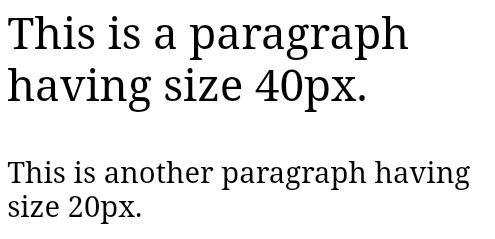 This is a paragraph
having size 40px.
This is another paragraph having
size 20px.